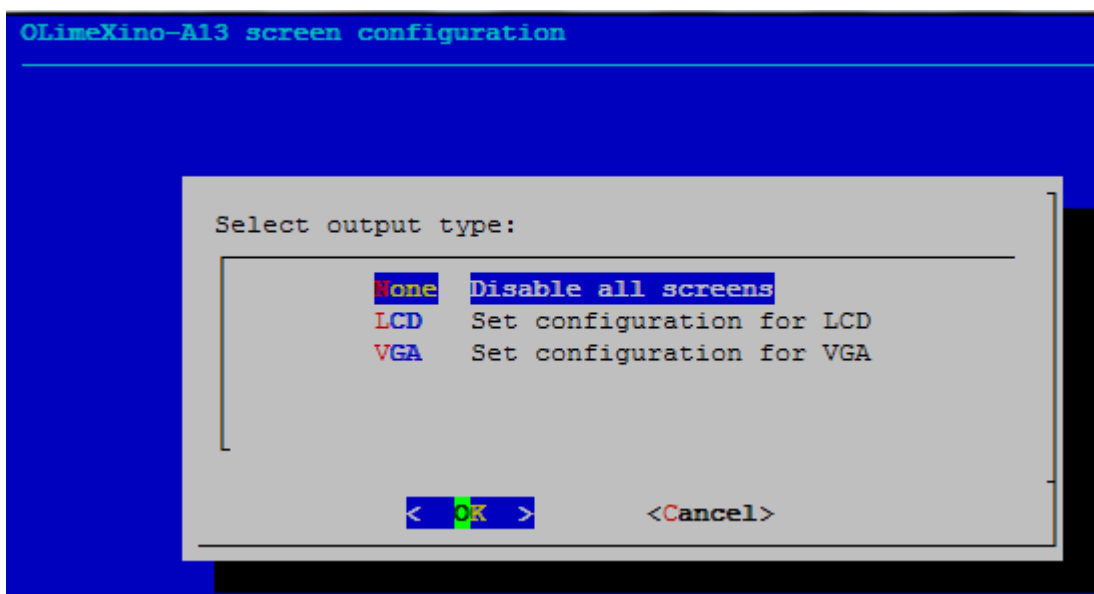 OLimeXino-A13 screen configuration
Select output type:
None Disable all screens
LCD Set configuration for LCD
VGA Set configuration for VGA
< OK > <Cancel>